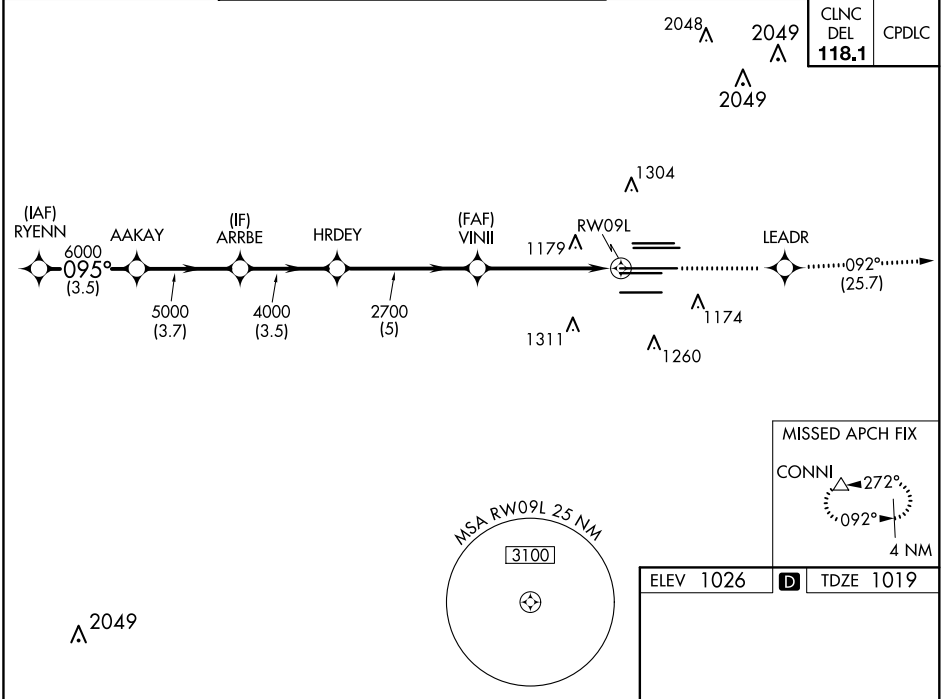 CLNC
DEL
118.1
CPDLC
2048
2049
2049
1304
(IAF)
RYENN
6000
095°
(3.5)
AAKAY
5000
(3.7)
(IF)
ARRBE
4000
(3.5)
HRDEY
2700
(5)
(FAF)
VINII
1179
RW09L
LEADR
092°
(25.7)
1311
1260
1174
MISSED APCH FIX
CONNI
272°
092°
4 NM
MSA RW09L 25 NM
3100
ELEV 1026
D
TDZE 1019
2049